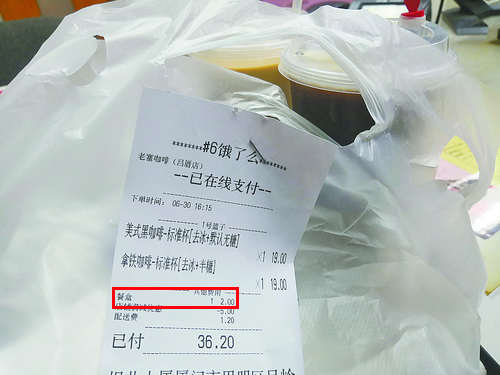 ********#6饿了么********
老塞咖啡(吕厝店)
--已在线支付--
下单时间: 06-30 16:15
1号篮子
美式黑咖啡-标准杯[去冰+默认无糖]
X1 19.00
拿铁咖啡-标准杯[去冰+半糖]
X1 19.00
其他费用
餐盒 1 2.00
-5.00
配送费 1.20
已付 36.20